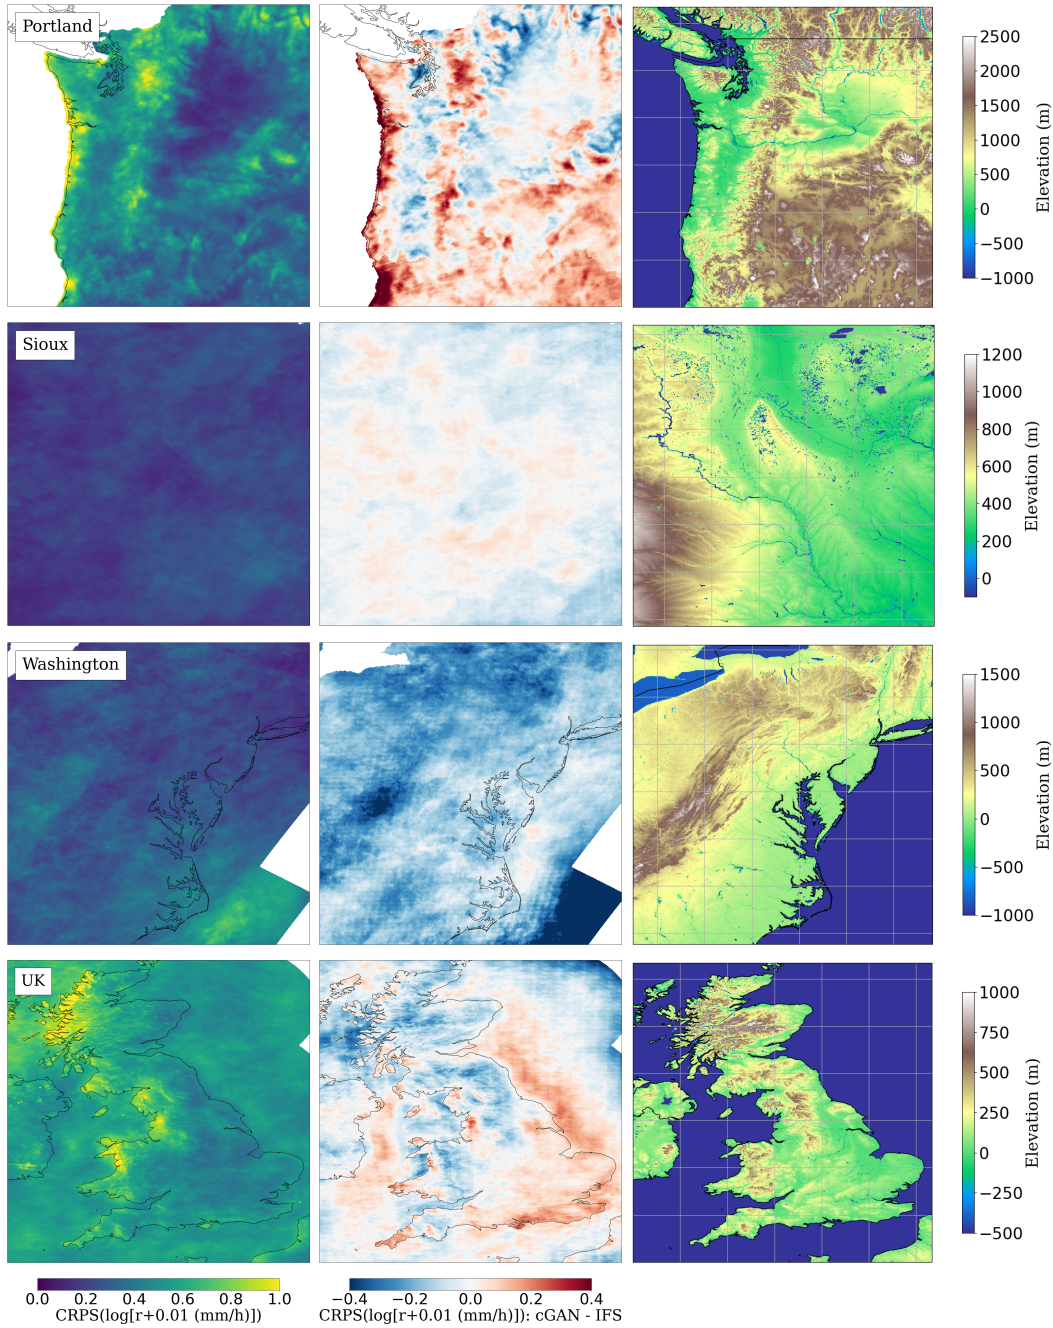 Portland
2500
2000
1500
1000
500
0
−500
−1000
Elevation (m)
Sioux
1200
1000
800
600
400
200
0
Elevation (m)
Washington
1500
1000
500
0
−500
−1000
Elevation (m)
UK
1000
750
500
250
0
−250
−500
Elevation (m)
0.0 0.2 0.4 0.6 0.8 1.0
CRPS(log[r+0.01 (mm/h)])
−0.4 −0.2 0.0 0.2 0.4
CRPS(log[r+0.01 (mm/h)]): cGAN - IFS